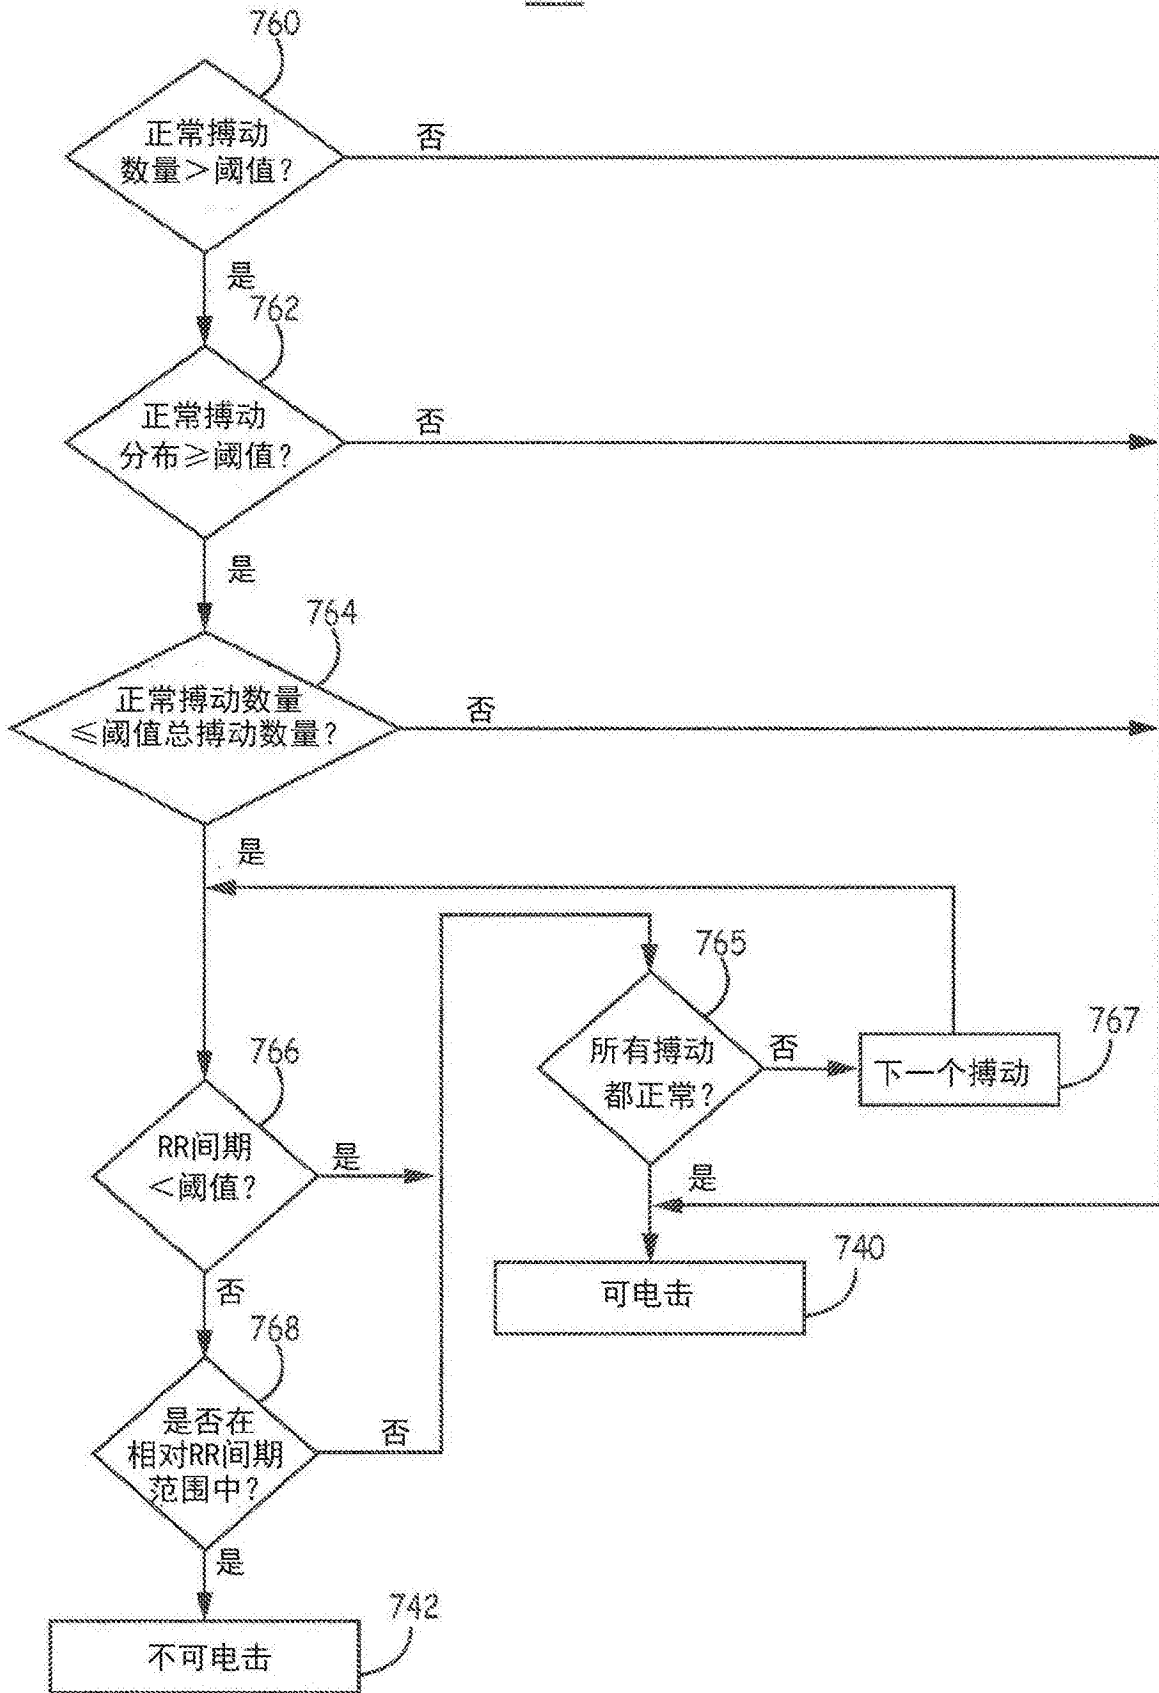 760
正常搏动
数量>阈值?
否
是
762
正常搏动
分布≥阈值?
否
是
764
正常搏动数量
≤阈值总搏动数量?
否
是
765
所有搏动
都正常?
否
767
下一个搏动
766
RR间期
<阈值?
是
是
否
740
可电击
768
是否在
相对RR间期
范围中?
否
是
742
不可电击